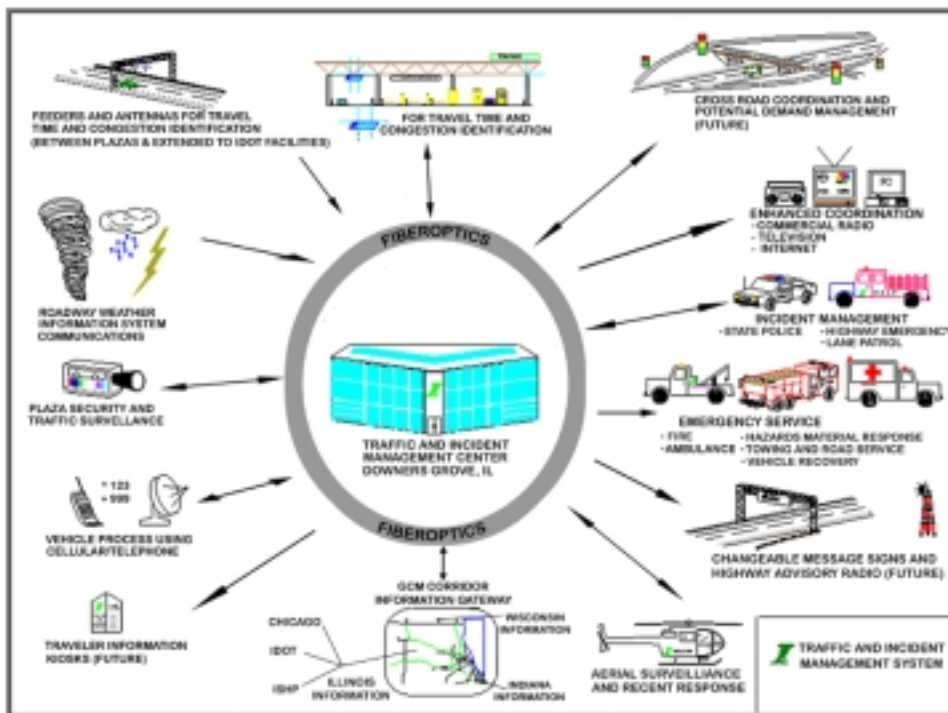 FEEDERS AND ANTENNAS FOR TRAVEL
TIME AND CONGESTION IDENTIFICATION
(BETWEEN PLAZAS & EXTENDED TO IDOT FACILITIES)
FOR TRAVEL TIME AND
CONGESTION IDENTIFICATION
CROSS ROAD COORDINATION AND
POTENTIAL DEMAND MANAGEMENT
(FUTURE)
PC
ENHANCED COORDINATION
- COMMERCIAL RADIO
- TELEVISION
- INTERNET
FIBEROPTICS
ROADWAY WEATHER
INFORMATION SYSTEM
COMMUNICATIONS
INCIDENT MANAGEMENT
- STATE POLICE
- HIGHWAY EMERGENCY
- LANE PATROL
PLAZA SECURITY AND
TRAFFIC SURVELLANCE
TRAFFIC AND INCIDENT
MANAGEMENT CENTER
DOWNERS GROVE, IL
EMERGENCY SERVICE
- FIRE
- AMBULANCE
- HAZARDS MATERIAL RESPONSE
- TOWING AND ROAD SERVICE
- VEHICLE RECOVERY
* 123
* 999
VEHICLE PROCESS USING
CELLULAR/TELEPHONE
FIBEROPTICS
CHANGEABLE MESSAGE SIGNS AND
HIGHWAY ADVISORY RADIO (FUTURE)
TRAVELER INFORMATION
KIOSKS (FUTURE)
GCM CORRIDOR
INFORMATION GATEWAY
CHICAGO
IDOT
ISHP
ILLINOIS
INFORMATION
WISCONSIN
INFORMATION
INDIANA
INFORMATION
AERIAL SURVEILLIANCE
AND RECENT RESPONSE
I TRAFFIC AND INCIDENT
MANAGEMENT SYSTEM